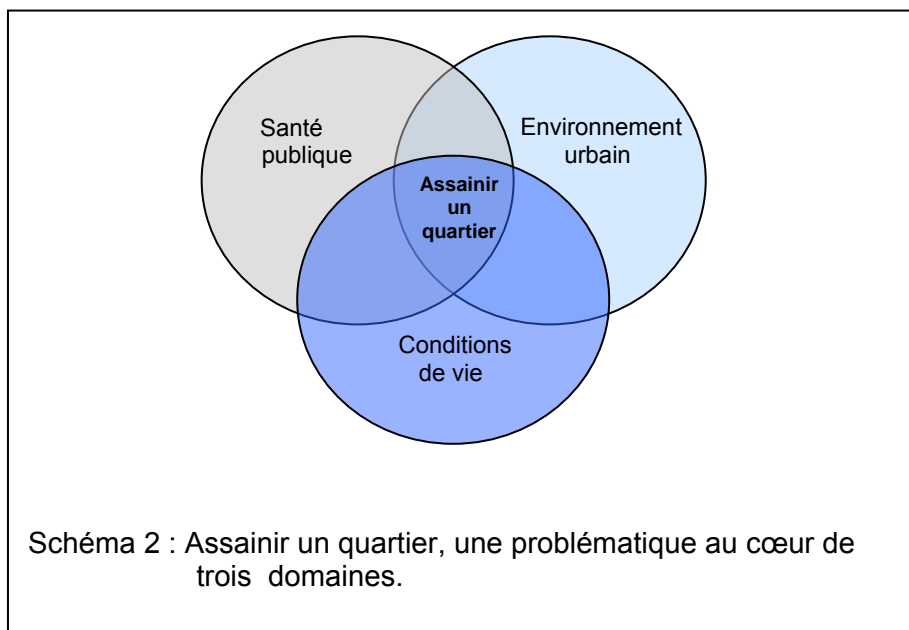 Santé
publique
Environnement
urbain
Assainir
un
quartier
Conditions
de vie
Schéma 2 : Assainir un quartier, une problématique au cœur de
trois domaines.